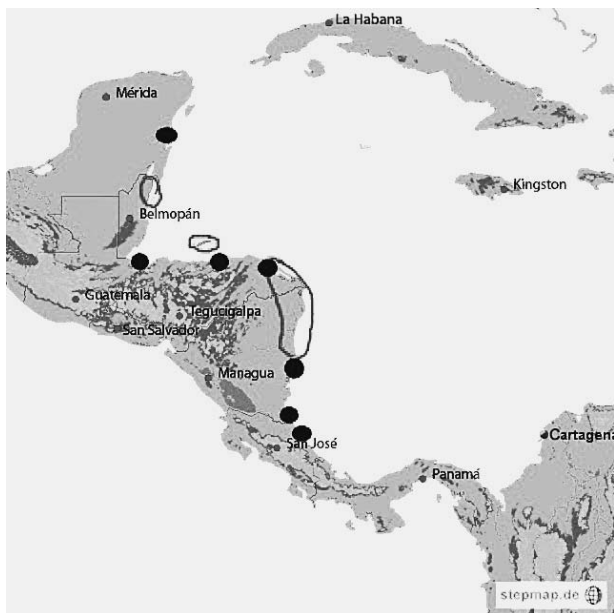 La Habana
Mérida
Kingston
Belmopán
Guatemala
Tegucigalpa
San Salvador
Managua
Cartagena
San José
Panamá
stepmap.de